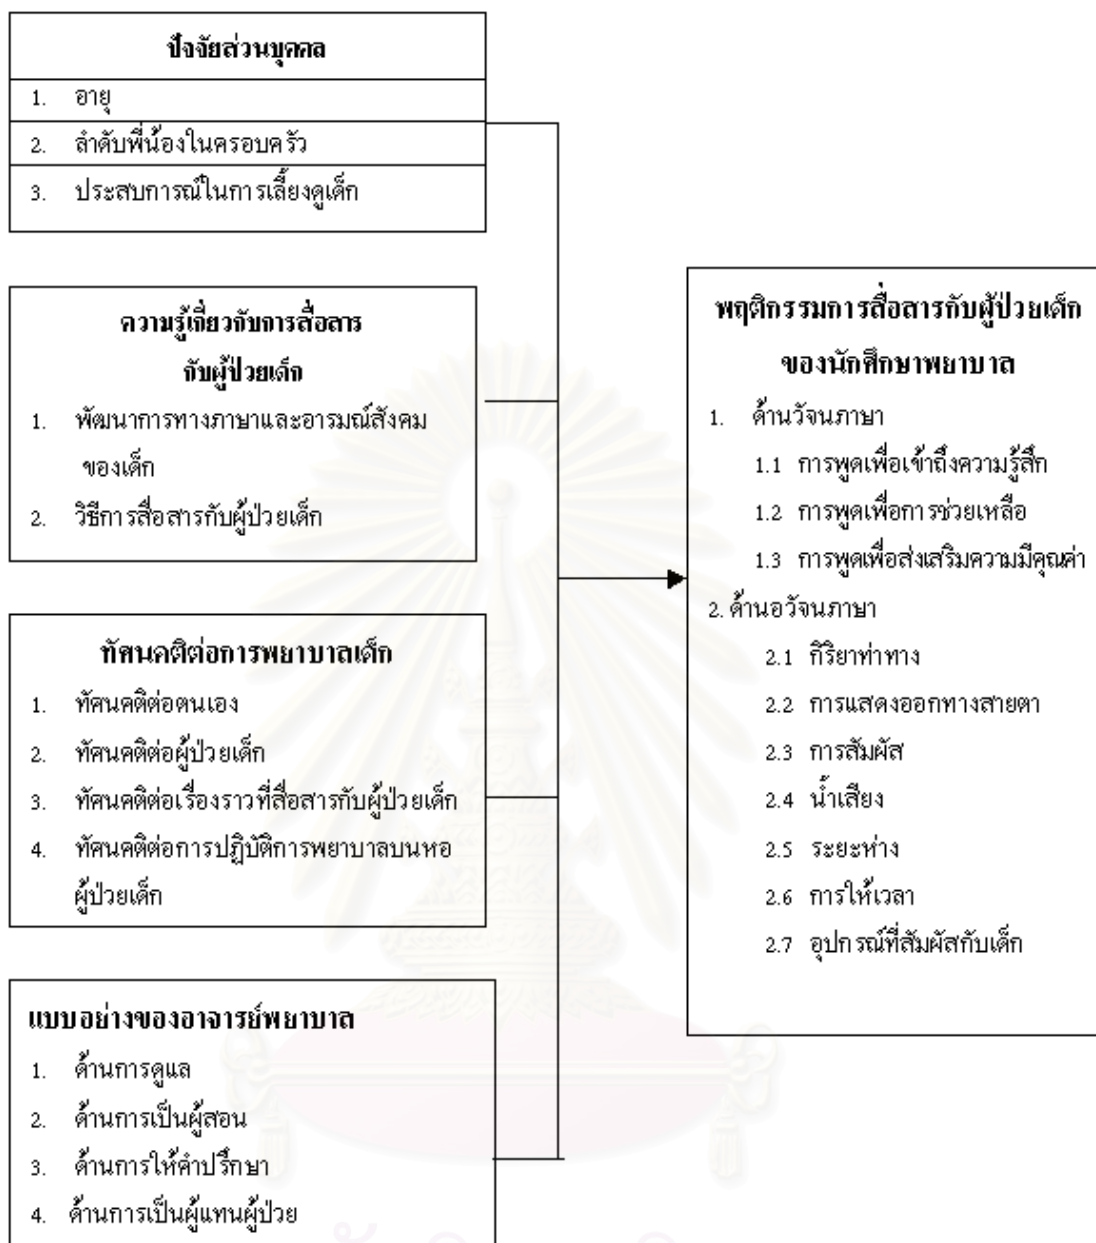 ปัจจัยส่วนบุคคล
1. อายุ
2. ลำดับพี่น้องในครอบครัว
3. ประสบการณ์ในการเลี้ยงดูเด็ก
ความรู้เกี่ยวกับการสื่อสาร
กับผู้ป่วยเด็ก
1. พัฒนาการทางภาษาและอารมณ์สังคม
ของเด็ก
2. วิธีการสื่อสารกับผู้ป่วยเด็ก
ทัศนคติต่อการพยาบาลเด็ก
1. ทัศนคติต่อตนเอง
2. ทัศนคติต่อผู้ป่วยเด็ก
3. ทัศนคติต่อเรื่องราวที่สื่อสารกับผู้ป่วยเด็ก
4. ทัศนคติต่อการปฏิบัติการพยาบาลบนหอ
ผู้ป่วยเด็ก
แบบอย่างของอาจารย์พยาบาล
1. ด้านการดูแล
2. ด้านการเป็นผู้สอน
3. ด้านการให้คำปรึกษา
4. ด้านการเป็นผู้แทนผู้ป่วย
พฤติกรรมการสื่อสารกับผู้ป่วยเด็ก
ของนักศึกษาพยาบาล
1. ด้านวัจนภาษา
1.1 การพูดเพื่อเข้าถึงความรู้สึก
1.2 การพูดเพื่อการช่วยเหลือ
1.3 การพูดเพื่อส่งเสริมความมีคุณค่า
2. ด้านอวัจนภาษา
2.1 กิริยาท่าทาง
2.2 การแสดงออกทางสายตา
2.3 การสัมผัส
2.4 น้ำเสียง
2.5 ระยะห่าง
2.6 การให้เวลา
2.7 อุปกรณ์ที่สัมผัสกับเด็ก